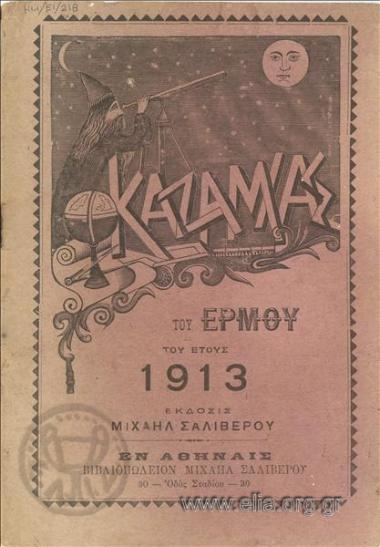 ΚΑΖΑΜΙΑΣ
ΤΟΥ ΕΡΜΟΥ
ΤΟΥ ΕΤΟΥΣ
1913
ΕΚΔΟΣΙΣ
ΜΙΧΑΗΛ ΣΑΛΙΒΕΡΟΥ
ΕΝ ΑΘΗΝΑΙΣ
ΒΙΒΛΙΟΠΩΛΕΙΟΝ ΜΙΧΑΗΛ ΣΑΛΙΒΕΡΟΥ
30 — Ὁδὸς Σταδίου — 30
www.elia.org.gr